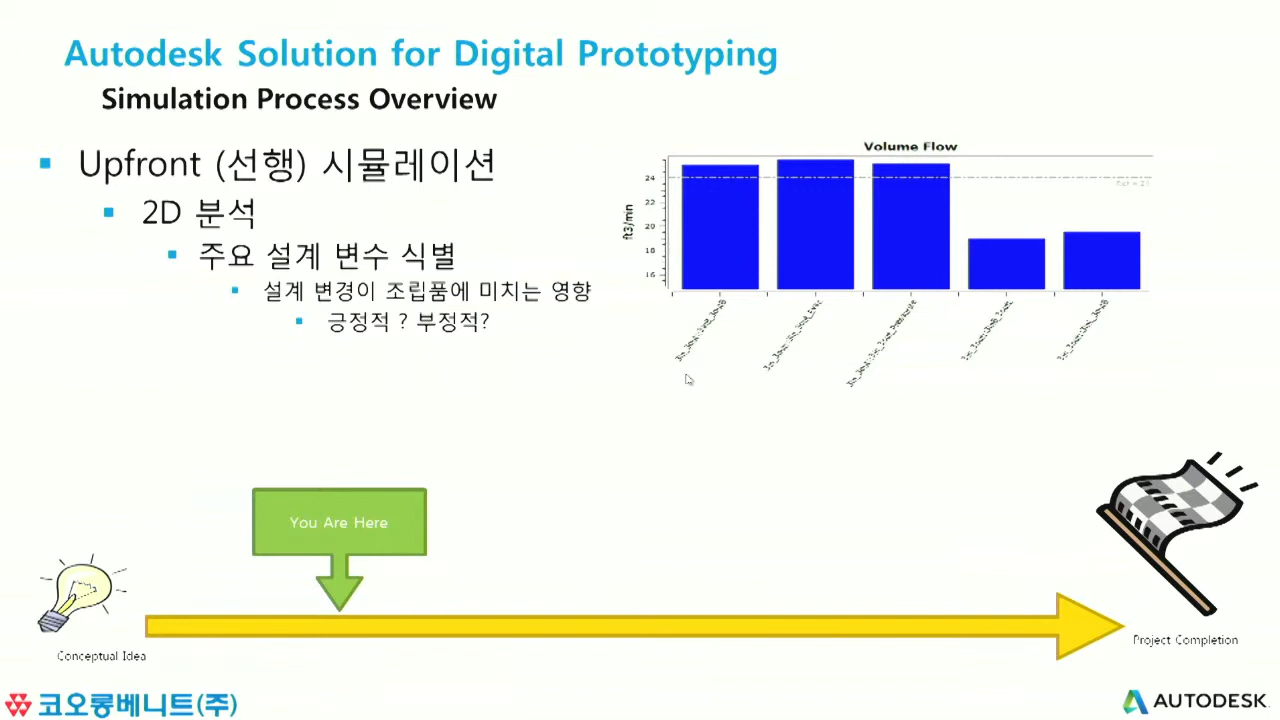 Autodesk Solution for Digital Prototyping
Simulation Process Overview
Upfront (선행) 시뮬레이션
2D 분석
주요 설계 변수 식별
설계 변경이 조립품에 미치는 영향
긍정적 ? 부정적?
Volume Flow
ft3/min
24
22
20
18
16
You Are Here
Conceptual Idea
Project Completion
코오롱베니트(주)
AUTODESK